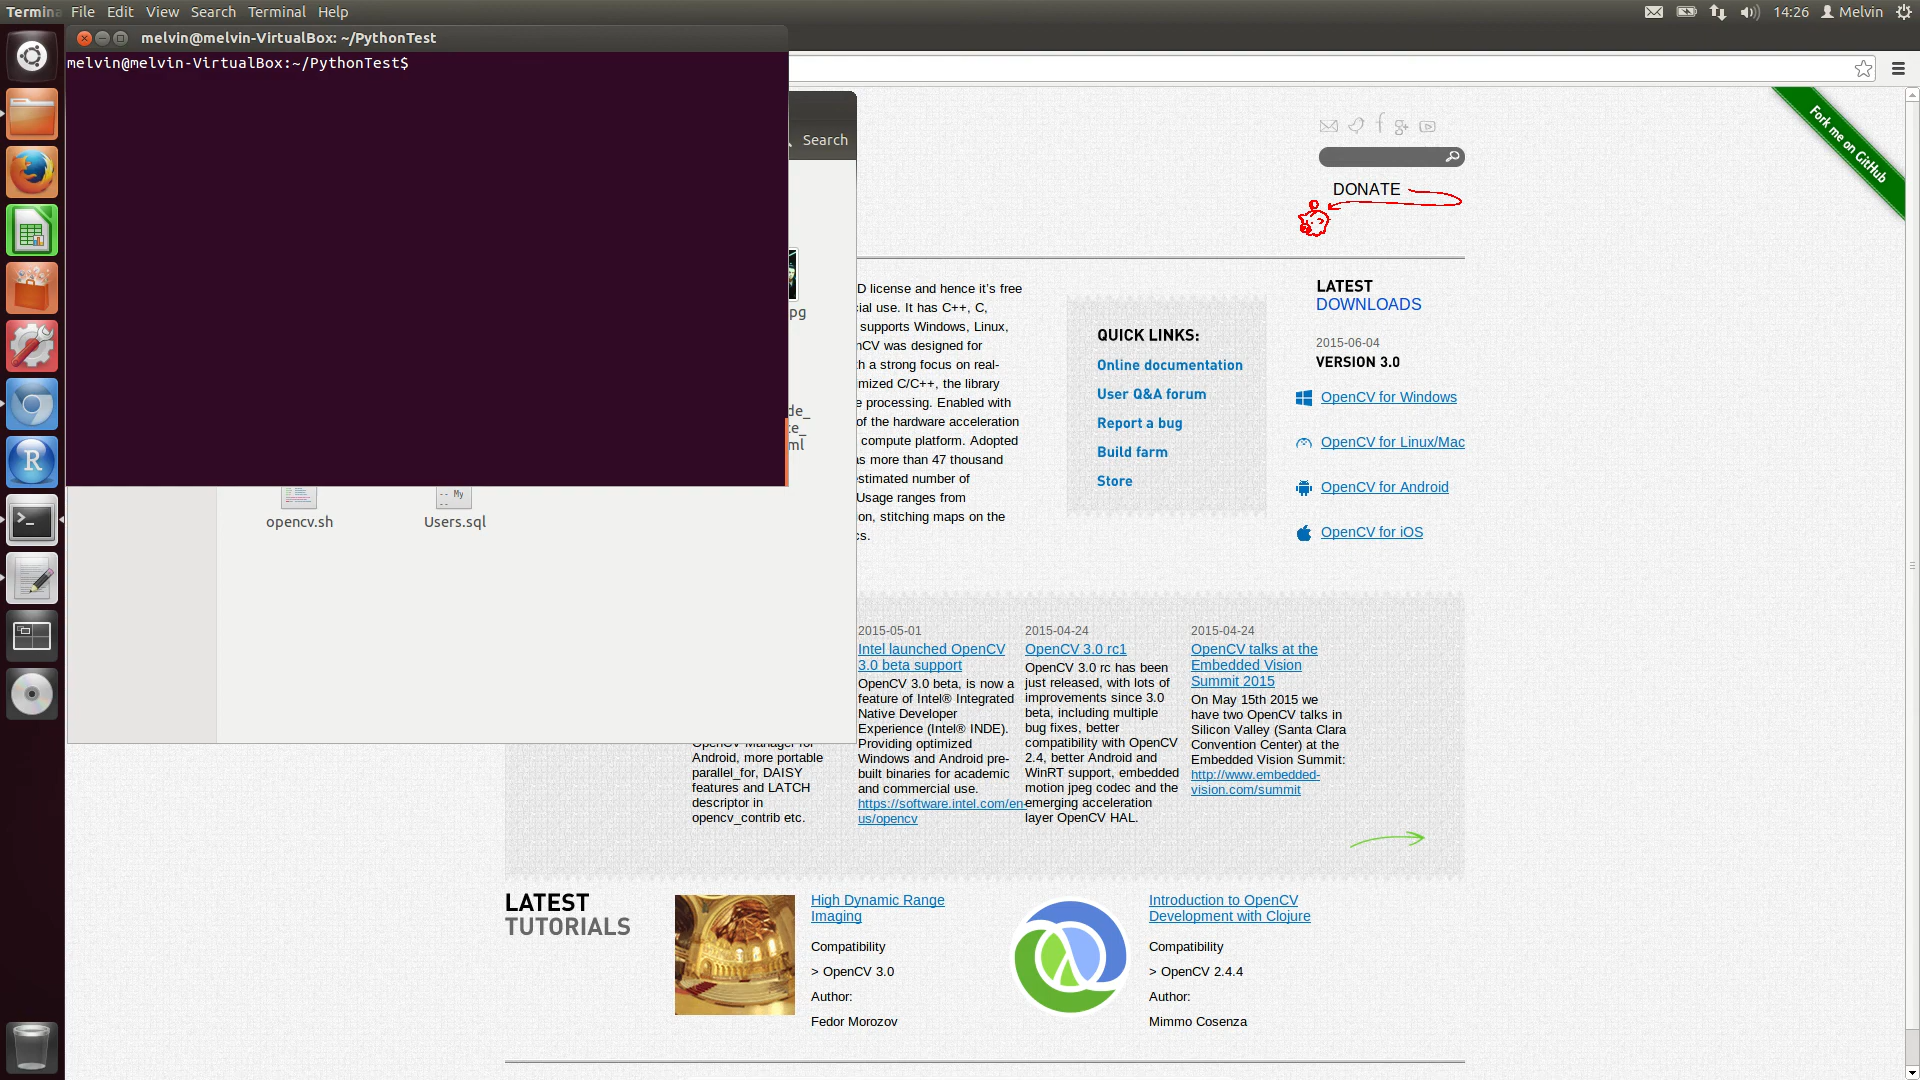 Termina File Edit View Search Terminal Help
14:26 Melvin
melvin@melvin-VirtualBox: ~/PythonTest
melvin@melvin-VirtualBox:~/PythonTest$
Search
pg
de_
ml
opencv.sh
-- My
--
Users.sql
Fork me on GitHub
DONATE
D license and hence it's free
cial use. It has C++, C,
supports Windows, Linux,
nCV was designed for
th a strong focus on real-
mized C/C++, the library
e processing. Enabled with
of the hardware acceleration
compute platform. Adopted
as more than 47 thousand
estimated number of
Usage ranges from
on, stitching maps on the
cs.
QUICK LINKS:
Online documentation
User Q&A forum
Report a bug
Build farm
Store
LATEST
DOWNLOADS
2015-06-04
VERSION 3.0
OpenCV for Windows
OpenCV for Linux/Mac
OpenCV for Android
OpenCV for iOS
OpenCV Manager for
Android, more portable
parallel_for, DAISY
features and LATCH
descriptor in
opencv_contrib etc.
2015-05-01
Intel launched OpenCV
3.0 beta support
OpenCV 3.0 beta, is now a
feature of Intel® Integrated
Native Developer
Experience (Intel® INDE).
Providing optimized
Windows and Android pre-
built binaries for academic
and commercial use.
https://software.intel.com/en-
us/opencv
2015-04-24
OpenCV 3.0 rc1
OpenCV 3.0 rc has been
just released, with lots of
improvements since 3.0
beta, including multiple
bug fixes, better
compatibility with OpenCV
2.4, better Android and
WinRT support, embedded
motion jpeg codec and the
emerging acceleration
layer OpenCV HAL.
2015-04-24
OpenCV talks at the
Embedded Vision
Summit 2015
On May 15th 2015 we
have two OpenCV talks in
Silicon Valley (Santa Clara
Convention Center) at the
Embedded Vision Summit:
http://www.embedded-
vision.com/summit
LATEST
TUTORIALS
High Dynamic Range
Imaging
Compatibility
> OpenCV 3.0
Author:
Fedor Morozov
Introduction to OpenCV
Development with Clojure
Compatibility
> OpenCV 2.4.4
Author:
Mimmo Cosenza